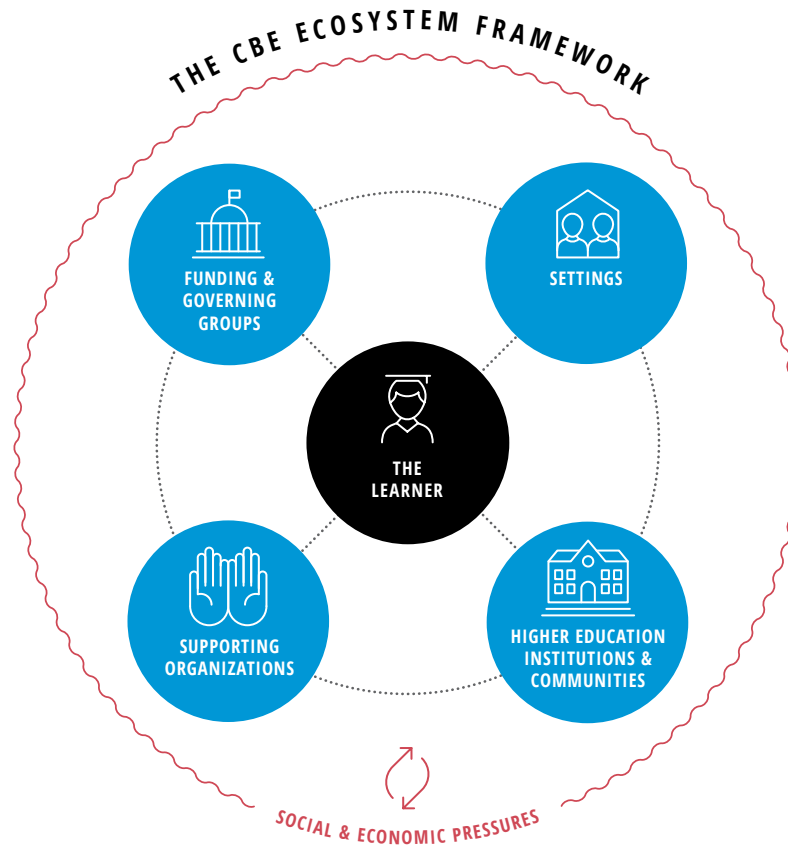 THE CBE ECOSYSTEM FRAMEWORK
FUNDING &
GOVERNING
GROUPS
SETTINGS
THE
LEARNER
SUPPORTING
ORGANIZATIONS
HIGHER EDUCATION
INSTITUTIONS &
COMMUNITIES
SOCIAL & ECONOMIC PRESSURES